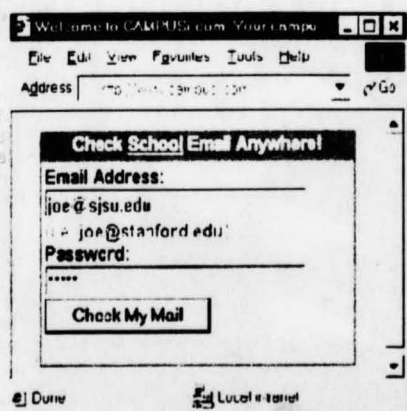 Welcome to CAMPUSi.com Your campu
File Edit View Favorites Tools Help
Address Go
Check School Email Anywhere!
Email Address:
joe@sjsu.edu
joe@stanford.edu)
Password:
•••••
Check My Mail
Done Local intranet